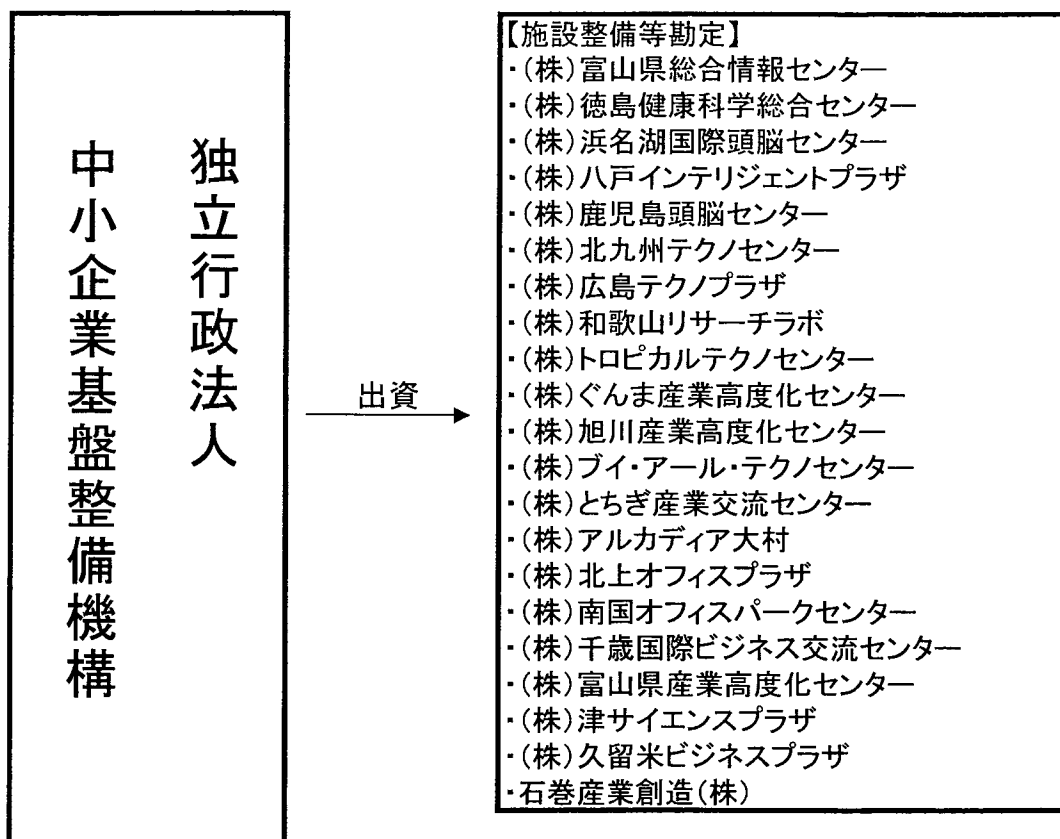 独立行政法人
中小企業基盤整備機構
出資
【施設整備等勘定】
・(株)富山県総合情報センター
・(株)徳島健康科学総合センター
・(株)浜名湖国際頭脳センター
・(株)八戸インテリジェントプラザ
・(株)鹿児島頭脳センター
・(株)北九州テクノセンター
・(株)広島テクノプラザ
・(株)和歌山リサーチラボ
・(株)トロピカルテクノセンター
・(株)ぐんま産業高度化センター
・(株)旭川産業高度化センター
・(株)ブイ・アール・テクノセンター
・(株)とちぎ産業交流センター
・(株)アルカディア大村
・(株)北上オフィスプラザ
・(株)南国オフィスパークセンター
・(株)千歳国際ビジネス交流センター
・(株)富山県産業高度化センター
・(株)津サイエンスプラザ
・(株)久留米ビジネスプラザ
・石巻産業創造(株)